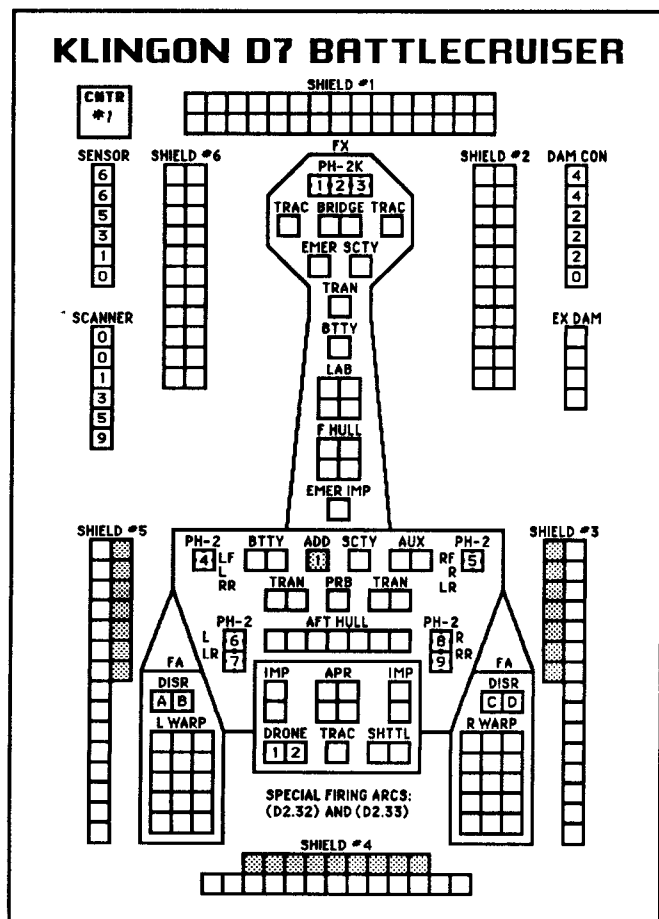 KLINGON D7 BATTLECRUISER
CNTR
#1
SHIELD #1
SENSOR
6
6
5
3
1
0
SHIELD #6
FX
PH-2K
1 2 3
TRAC BRIDGE TRAC
EMER SCTY
TRAN
BTTY
LAB
F HULL
EMER IMP
SHIELD #2
DAM CON
4
4
2
2
2
0
SCANNER
0
0
1
3
5
9
EX DAM
SHIELD #5
SHIELD #3
PH-2 BTTY ADD SCTY AUX PH-2
4 LF 1 RF 5
L R
RR LR
TRAN PRB TRAN
PH-2 AFT HULL PH-2
L 6 8 R
LR 7 9 RR
FA FA
DISR IMP APR IMP DISR
A B C D
L WARP R WARP
DRONE TRAC SHTTL
1 2
SPECIAL FIRING ARCS:
(D2.32) AND (D2.33)
SHIELD #4